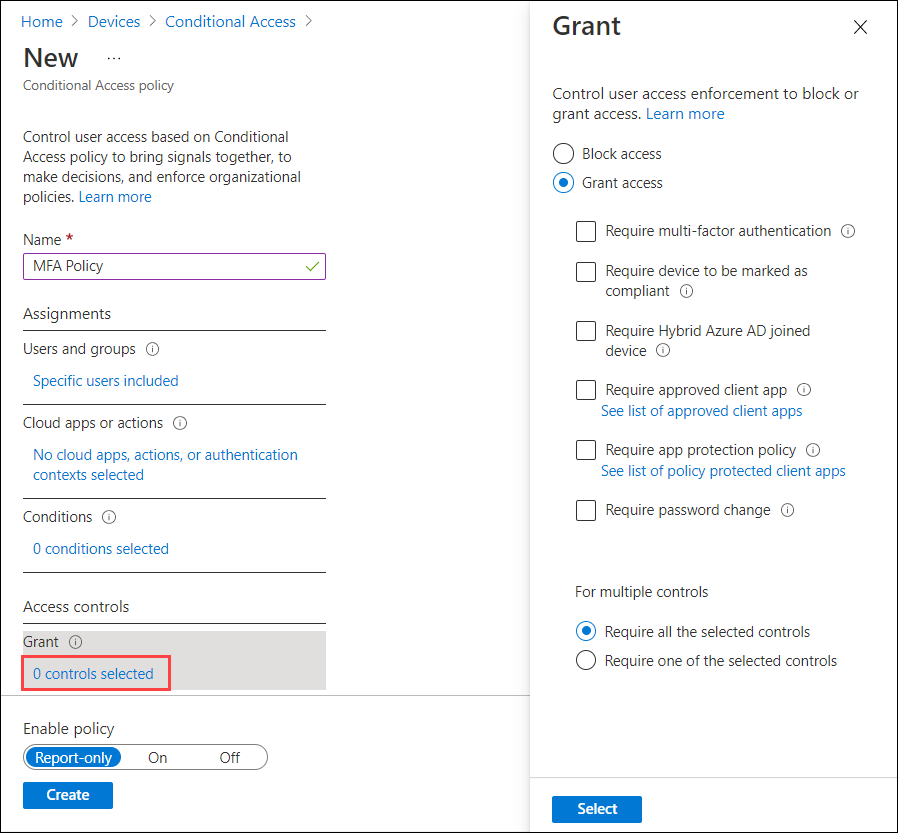 Home > Devices > Conditional Access >
New ...
Conditional Access policy
Control user access based on Conditional
Access policy to bring signals together, to
make decisions, and enforce organizational
policies. Learn more
Name *
MFA Policy
Assignments
Users and groups
Specific users included
Cloud apps or actions
No cloud apps, actions, or authentication
contexts selected
Conditions
0 conditions selected
Access controls
Grant
0 controls selected
Enable policy
Report-only On Off
Create
Grant
Control user access enforcement to block or
grant access. Learn more
Block access
Grant access
Require multi-factor authentication
Require device to be marked as
compliant
Require Hybrid Azure AD joined
device
Require approved client app
See list of approved client apps
Require app protection policy
See list of policy protected client apps
Require password change
For multiple controls
Require all the selected controls
Require one of the selected controls
Select